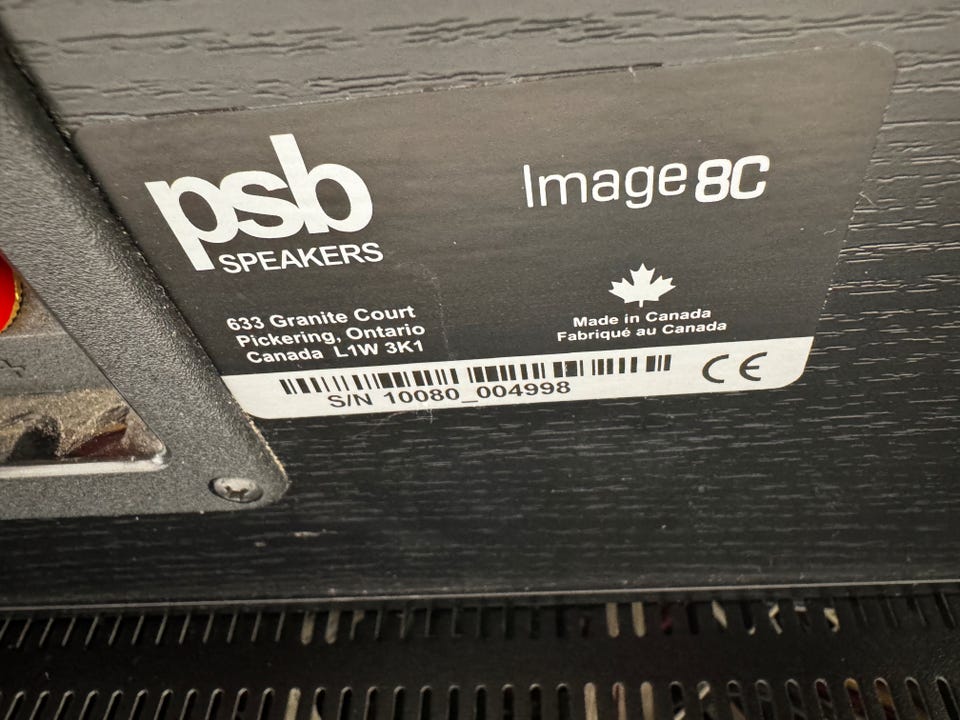 psb
SPEAKERS
Image 8C
633 Granite Court
Pickering, Ontario
Canada L1W 3K1
Made in Canada
Fabriqué au Canada
S/N 10080_004998
CE